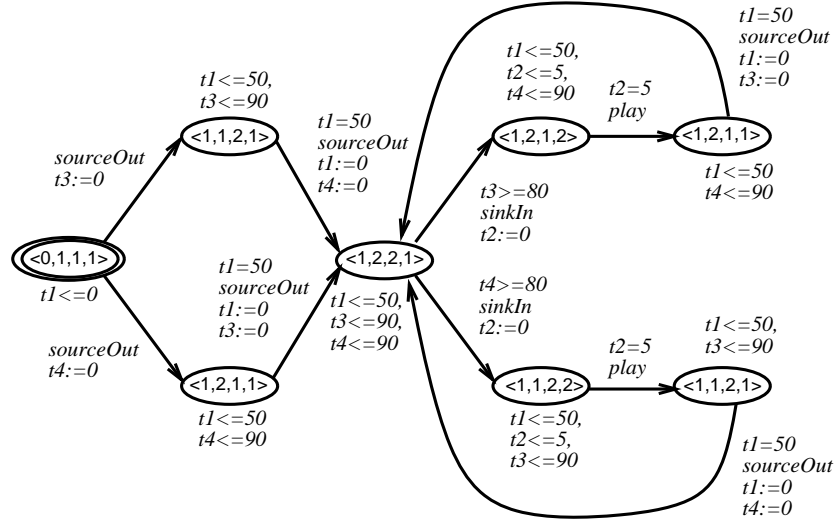 t1<=50,
t3<=90
<1,1,2,1>
sourceOut
t3:=0
t1=50
sourceOut
t1:=0
t4:=0
<0,1,1,1>
t1<=0
sourceOut
t4:=0
t1=50
sourceOut
t1:=0
t3:=0
<1,2,1,1>
t1<=50
t4<=90
<1,2,2,1>
t1<=50,
t3<=90,
t4<=90
t1<=50,
t2<=5,
t4<=90
<1,2,1,2>
t2=5
play
<1,2,1,1>
t1<=50
t4<=90
t1=50
sourceOut
t1:=0
t3:=0
t3>=80
sinkIn
t2:=0
t4>=80
sinkIn
t2:=0
<1,1,2,2>
t1<=50,
t2<=5,
t3<=90
t2=5
play
t1<=50,
t3<=90
<1,1,2,1>
t1=50
sourceOut
t1:=0
t4:=0